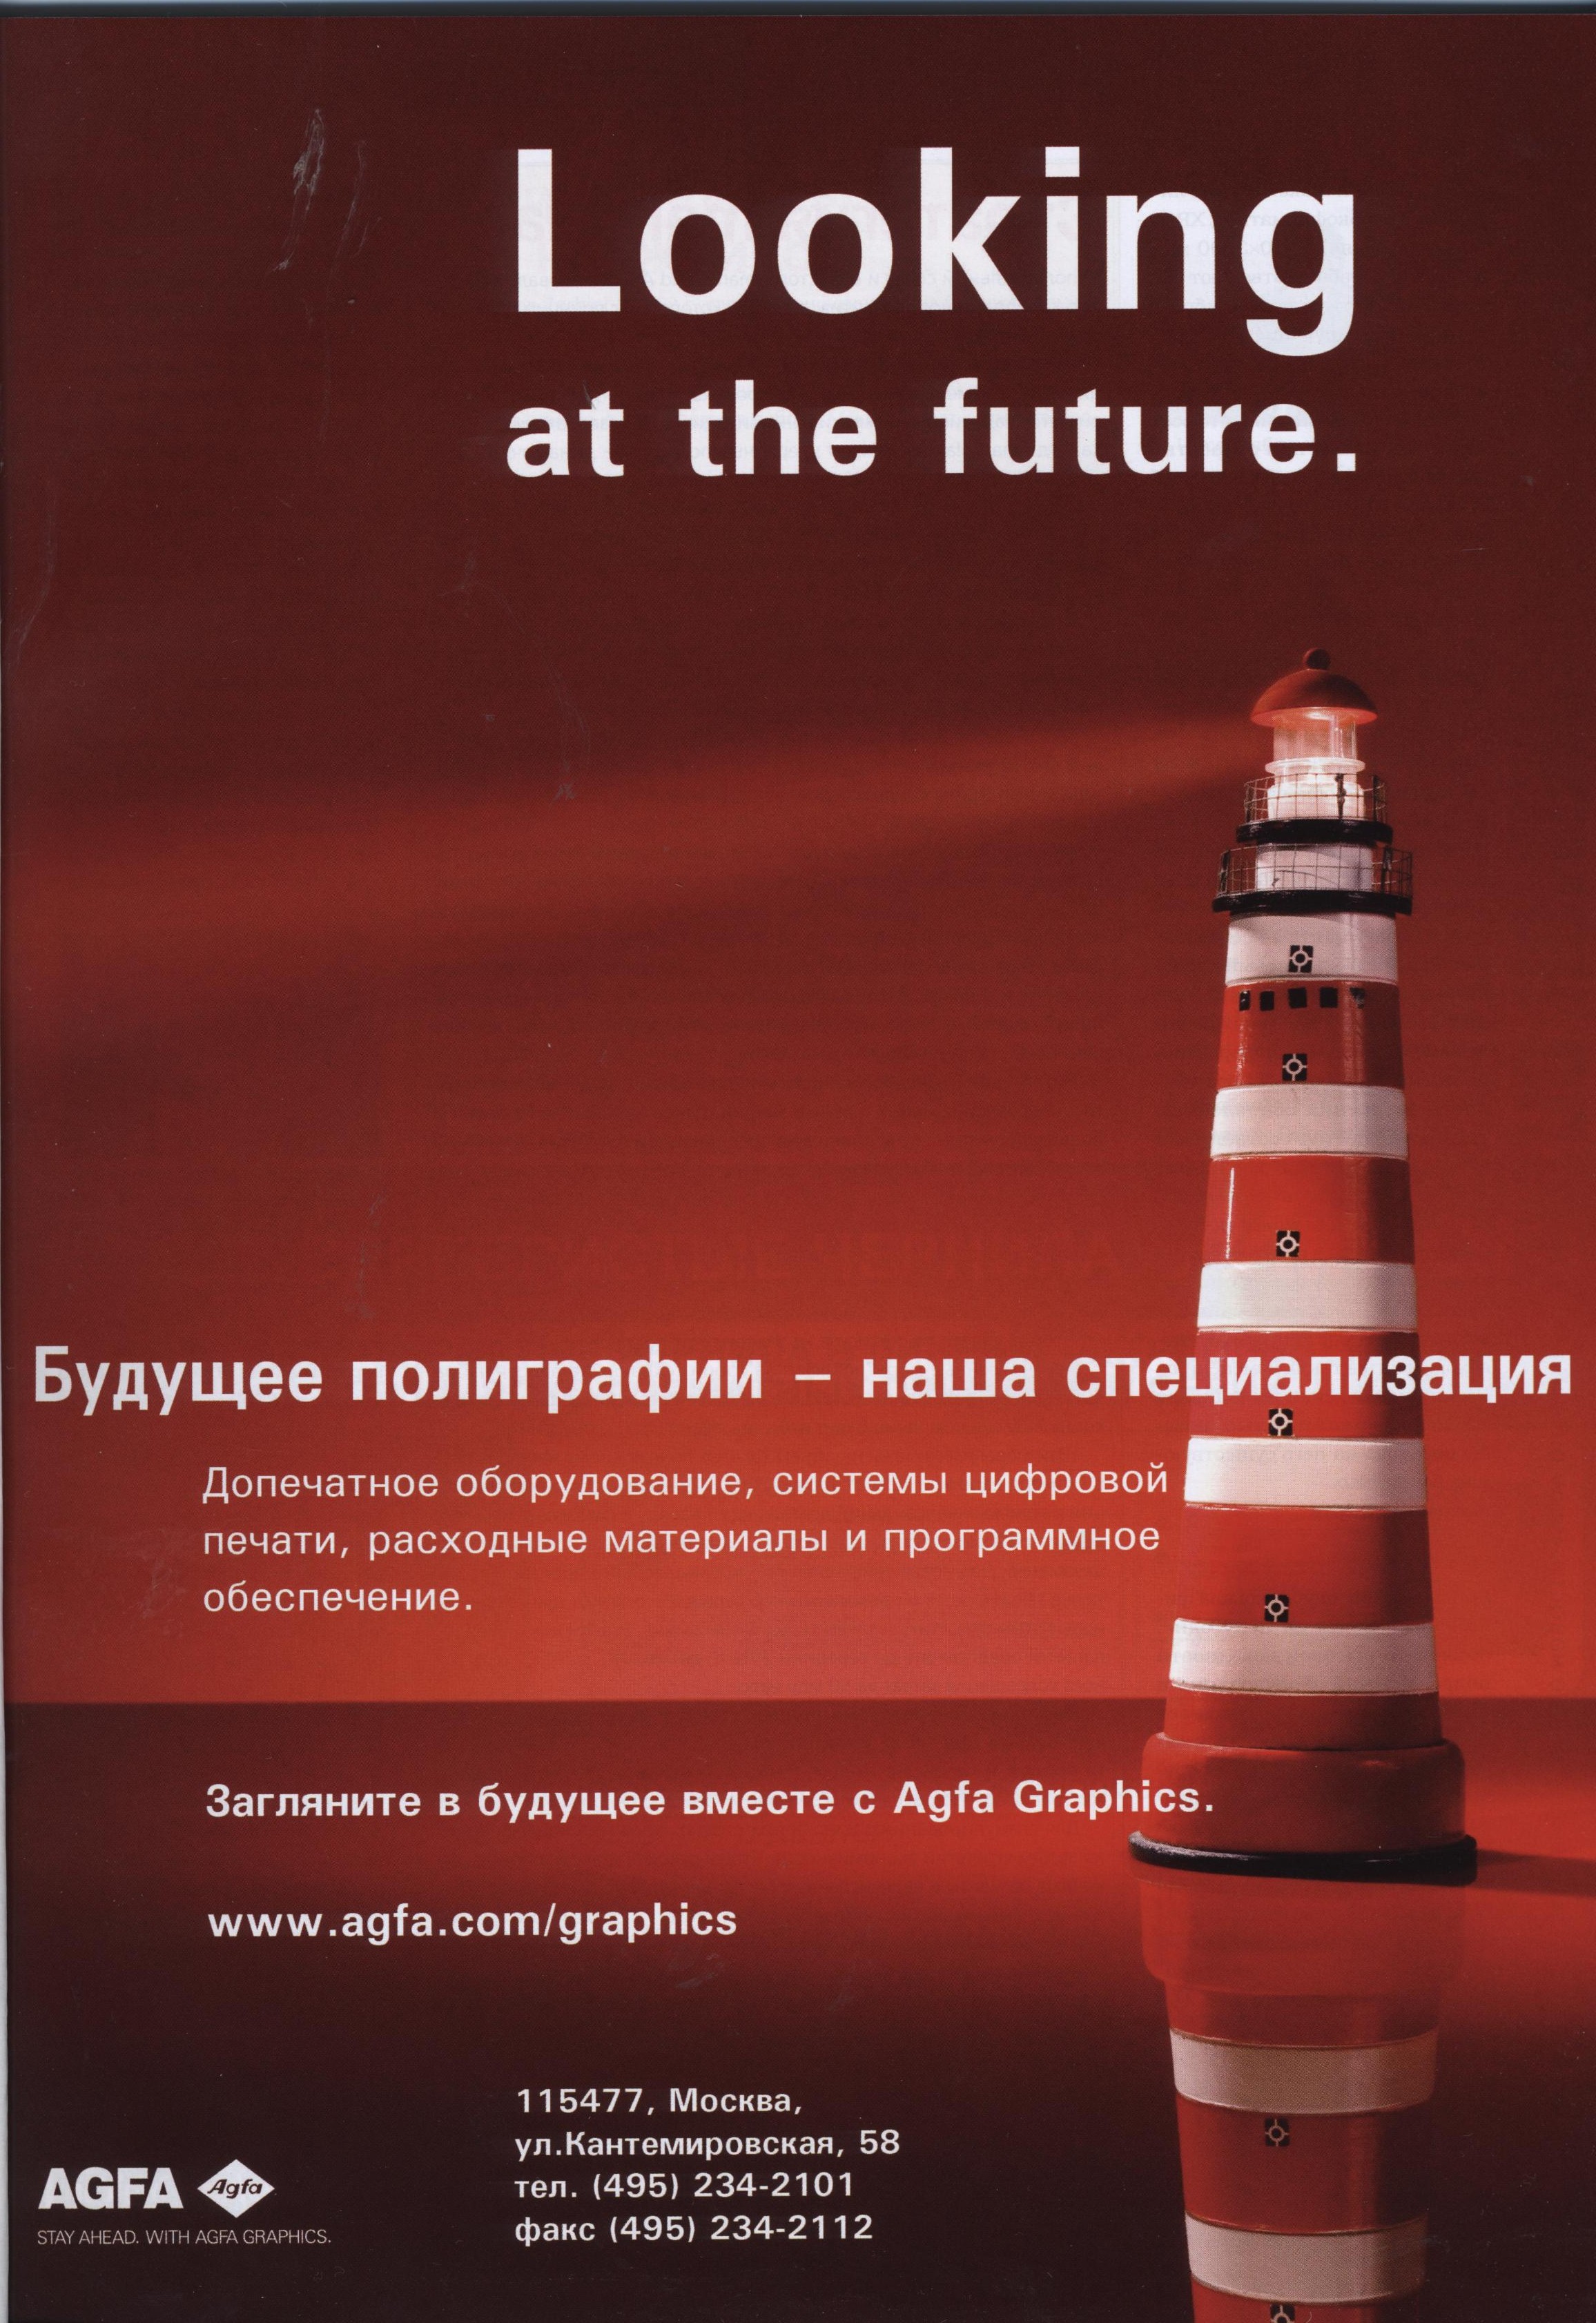 Looking
at the future.
Будущее полиграфии – наша специализация
Допечатное оборудование, системы цифровой
печати, расходные материалы и программное
обеспечение.
Загляните в будущее вместе с Agfa Graphics.
www.agfa.com/graphics
115477, Москва,
ул.Кантемировская, 58
тел. (495) 234-2101
факс (495) 234-2112
AGFA Agfa
STAY AHEAD. WITH AGFA GRAPHICS.